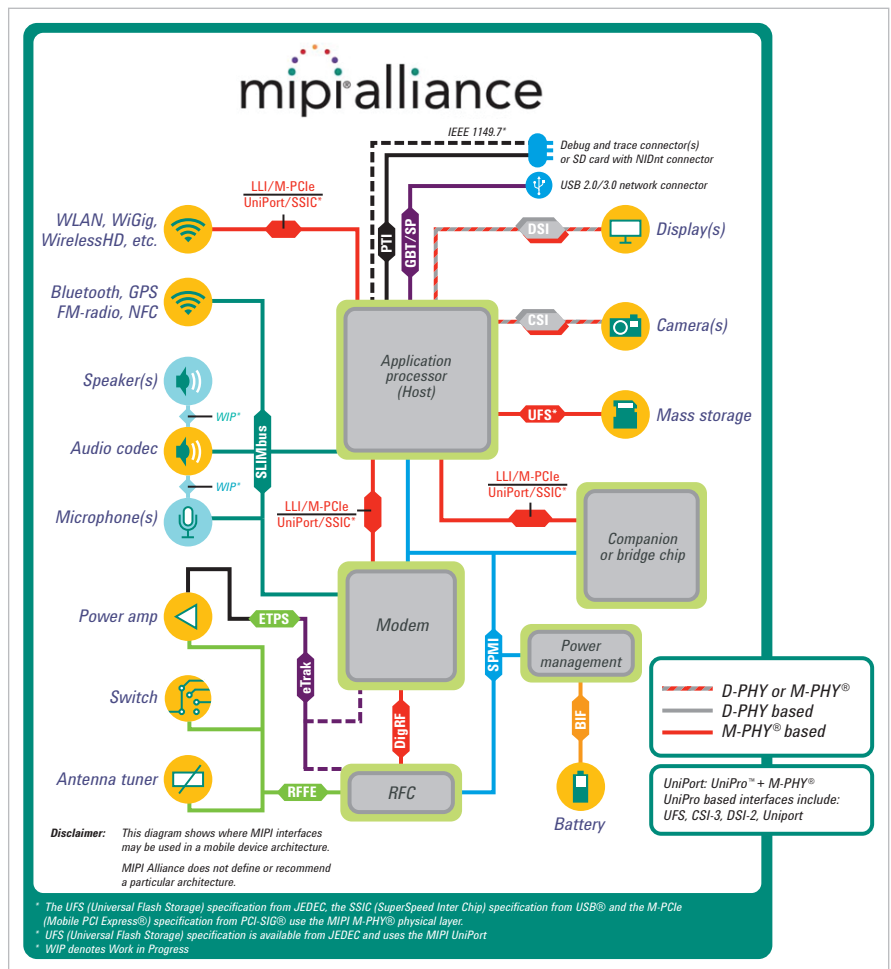 mipi® alliance
IEEE 1149.7*
Debug and trace connector(s)
or SD card with NIDnt connector
USB 2.0/3.0 network connector
LLI/M-PCIe
UniPort/SSIC*
WLAN, WiGig,
WirelessHD, etc.
PTI
GBT/SP
DSI
Display(s)
Bluetooth, GPS
FM-radio, NFC
CSI
Camera(s)
Application
processor
(Host)
Speaker(s)
WIP*
UFS*
Mass storage
Audio codec
SLIMbus
WIP*
LLI/M-PCIe
UniPort/SSIC*
LLI/M-PCIe
UniPort/SSIC*
Microphone(s)
Companion
or bridge chip
Power amp
ETPS
Modem
SPMI
Power
management
eTrak
Switch
DigRF
BIF
D-PHY or M-PHY®
D-PHY based
M-PHY® based
Antenna tuner
RFFE
RFC
Battery
UniPort: UniPro™ + M-PHY®
UniPro based interfaces include:
UFS, CSI-3, DSI-2, Uniport
Disclaimer: This diagram shows where MIPI interfaces
may be used in a mobile device architecture.
MIPI Alliance does not define or recommend
a particular architecture.
* The UFS (Universal Flash Storage) specification from JEDEC, the SSIC (SuperSpeed Inter Chip) specification from USB® and the M-PCIe
(Mobile PCI Express®) specification from PCI-SIG® use the MIPI M-PHY® physical layer.
* UFS (Universal Flash Storage) specification is available from JEDEC and uses the MIPI UniPort
* WIP denotes Work in Progress